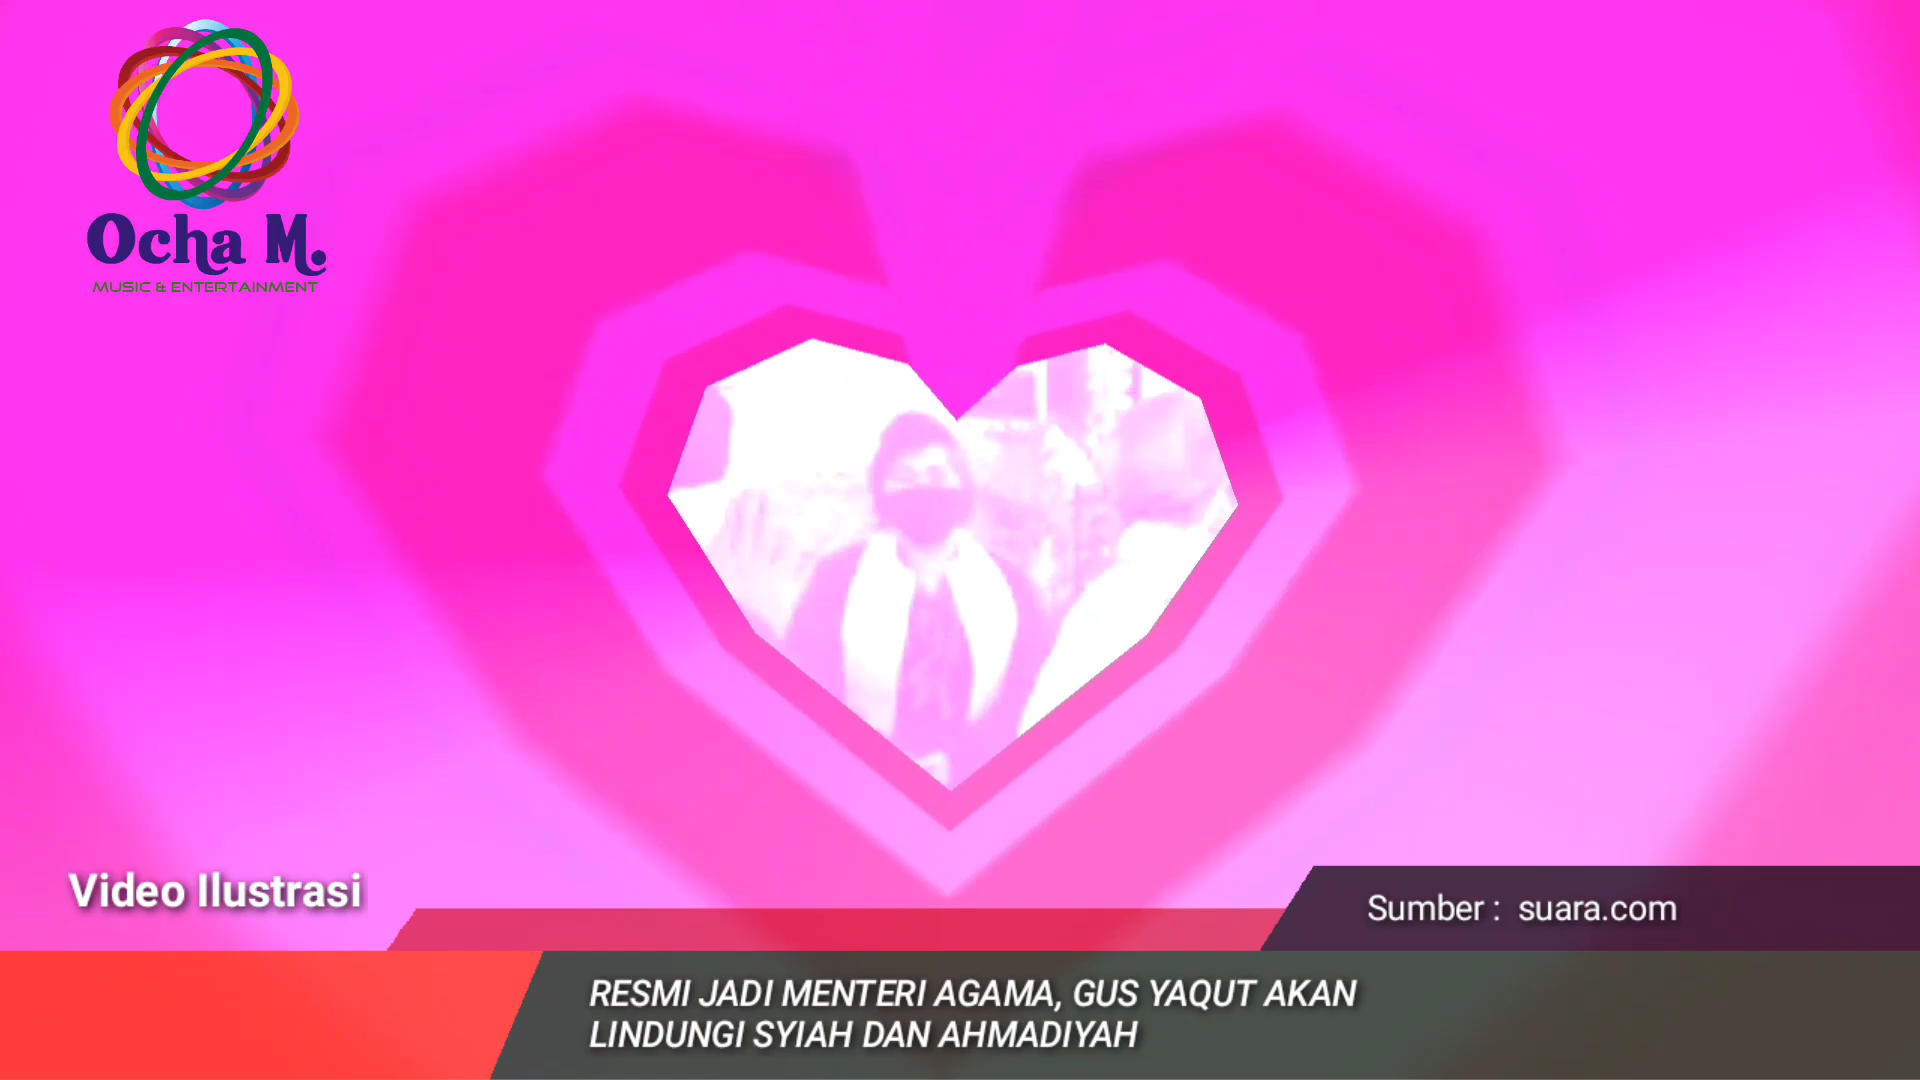 Ocha M.
MUSIC & ENTERTAINMENT
Video Ilustrasi
Sumber : suara.com
RESMI JADI MENTERI AGAMA, GUS YAQUT AKAN
LINDUNGI SYIAH DAN AHMADIYAH